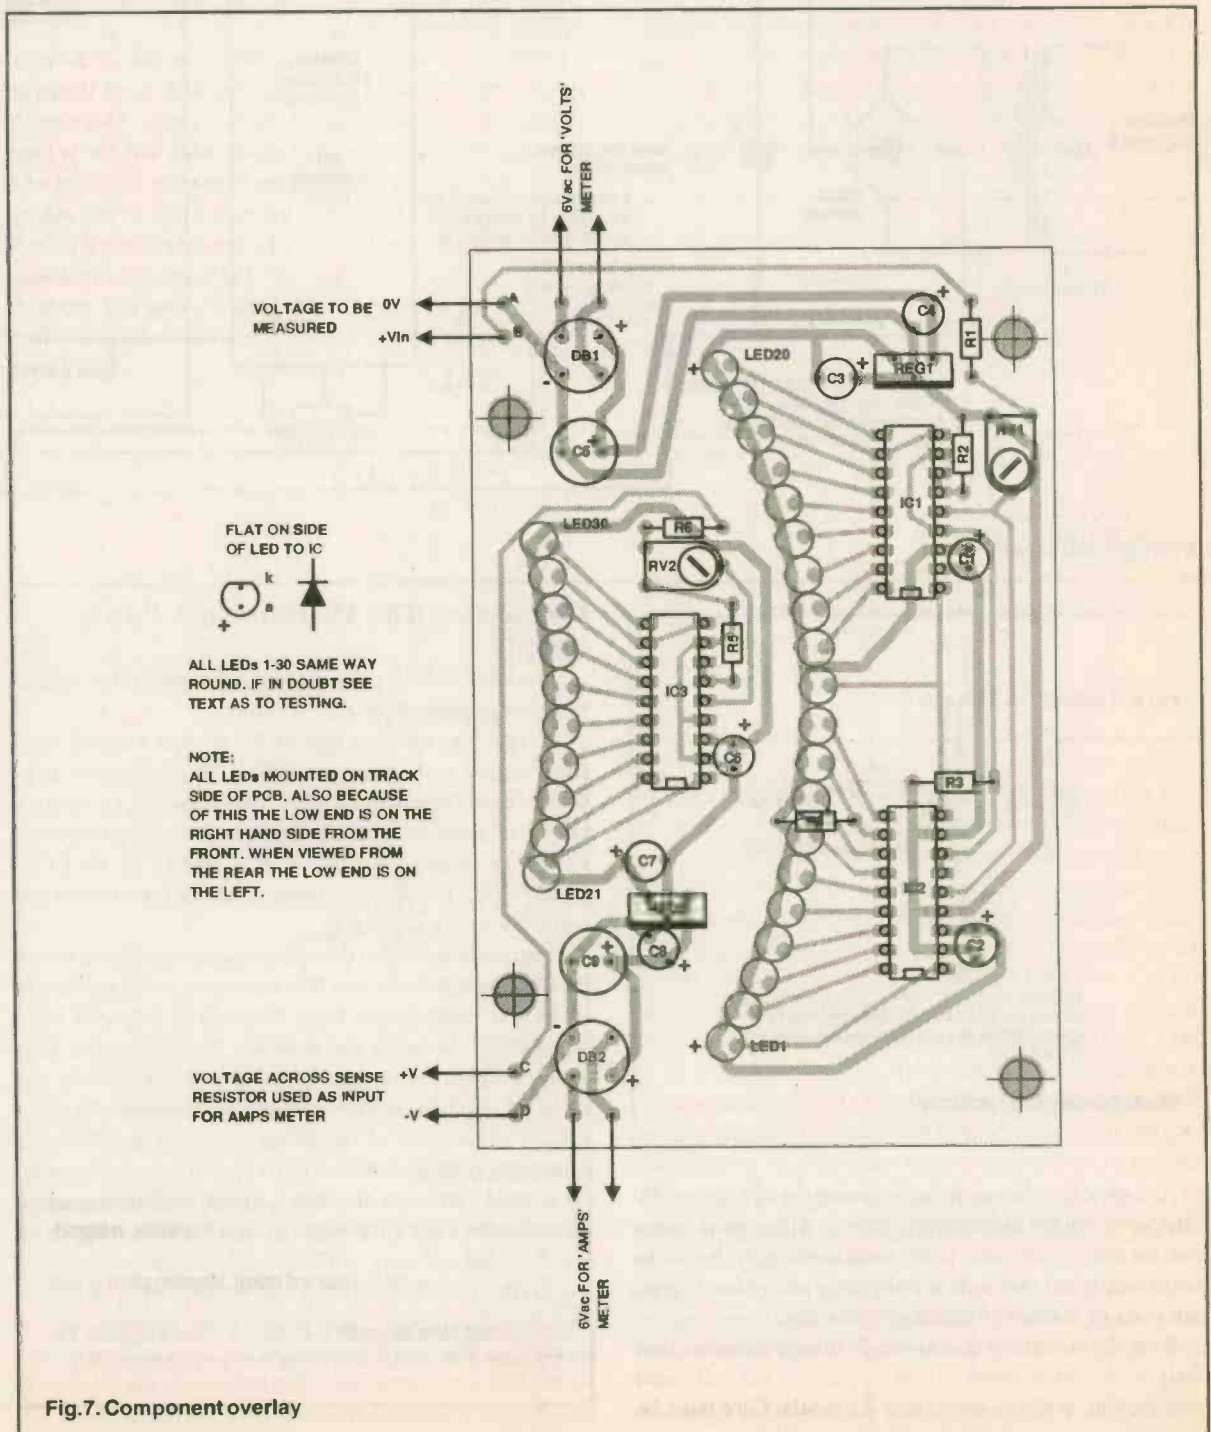 6Vac FOR 'VOLTS'
METER
VOLTAGE TO BE
MEASURED
0V
+Vin
A
B
DB1
+
-
C4
+
R1
LED20
+
C3
+
REG1
+
R2
IC1
+
FLAT ON SIDE
OF LED TO IC
k
a
+
LED30
R6
RV2
R5
IC3
+
ALL LEDs 1-30 SAME WAY
ROUND. IF IN DOUBT SEE
TEXT AS TO TESTING.
NOTE:
ALL LEDs MOUNTED ON TRACK
SIDE OF PCB. ALSO BECAUSE
OF THIS THE LOW END IS ON THE
RIGHT HAND SIDE FROM THE
FRONT. WHEN VIEWED FROM
THE REAR THE LOW END IS ON
THE LEFT.
R3
C7
+
LED21
C9
+
C8
+
C2
+
DB2
-
+
LED1
+
VOLTAGE ACROSS SENSE
RESISTOR USED AS INPUT
FOR AMPS METER
+V
-V
C
D
6Vac FOR 'AMPS'
METER
Fig.7. Component overlay